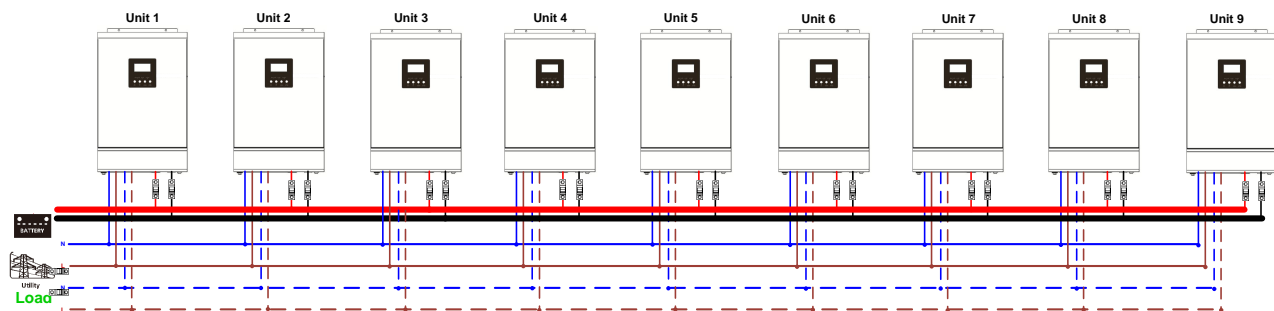 Unit 1 Unit 2 Unit 3 Unit 4 Unit 5 Unit 6 Unit 7 Unit 8 Unit 9
BATTERY
N
L
Utility
N
Load
L